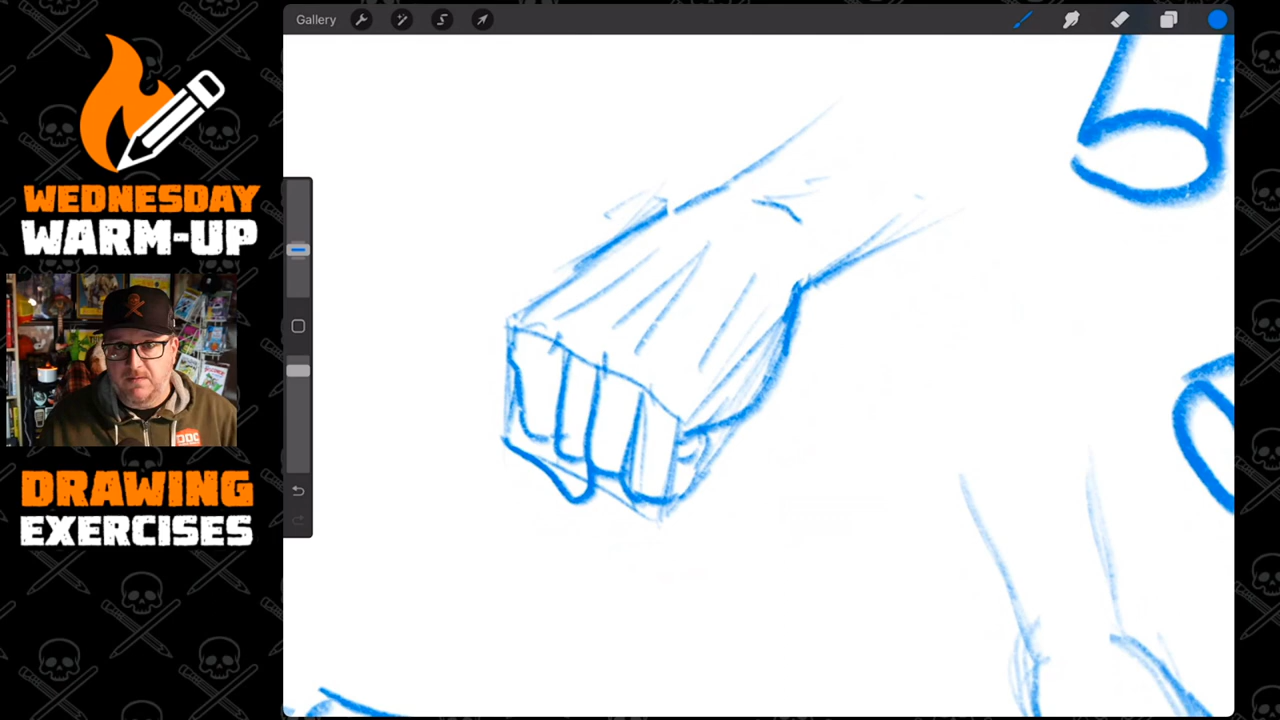 Gallery
WEDNESDAY
WARM-UP
DRAWING
EXERCISES